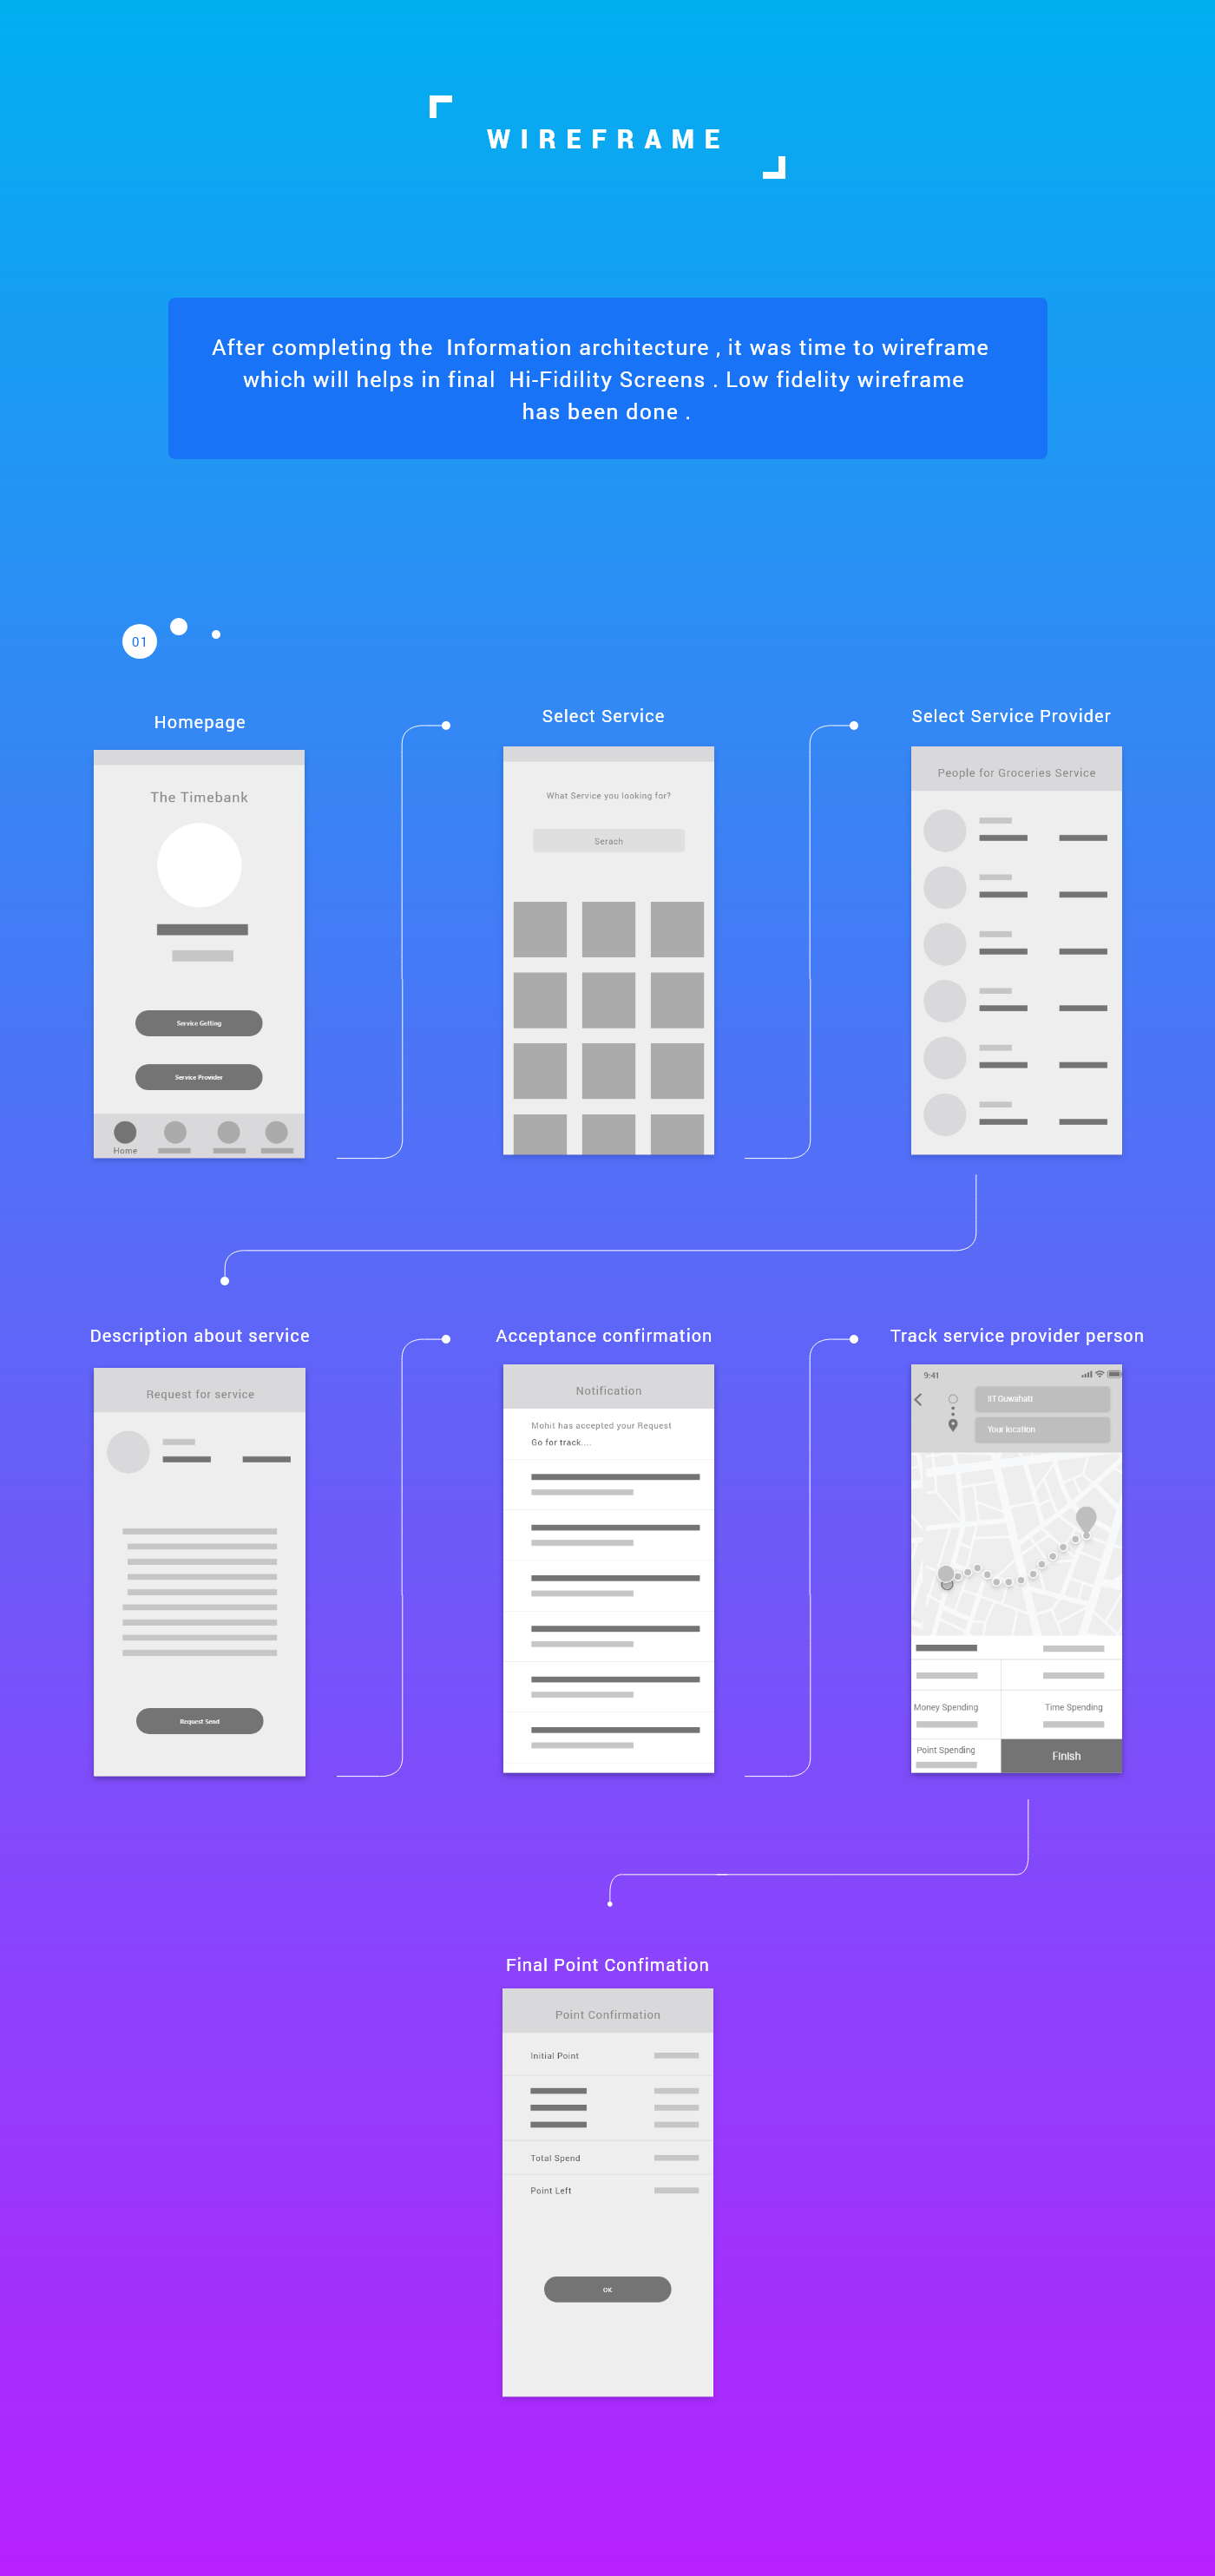 WIREFRAME
After completing the Information architecture , it was time to wireframe
which will helps in final Hi-Fidility Screens . Low fidelity wireframe
has been done .
01
Homepage
The Timebank
Service Getting
Service Provider
Home
Select Service
What Service you looking for?
Serach
Select Service Provider
People for Groceries Service
Description about service
Request for service
Request Send
Acceptance confirmation
Notification
Mohit has accepted your Request
Go for track....
Track service provider person
9:41
IIT Guwahati
Your location
Money Spending
Time Spending
Point Spending
Finish
Final Point Confimation
Point Confirmation
Initial Point
Total Spend
Point Left
OK